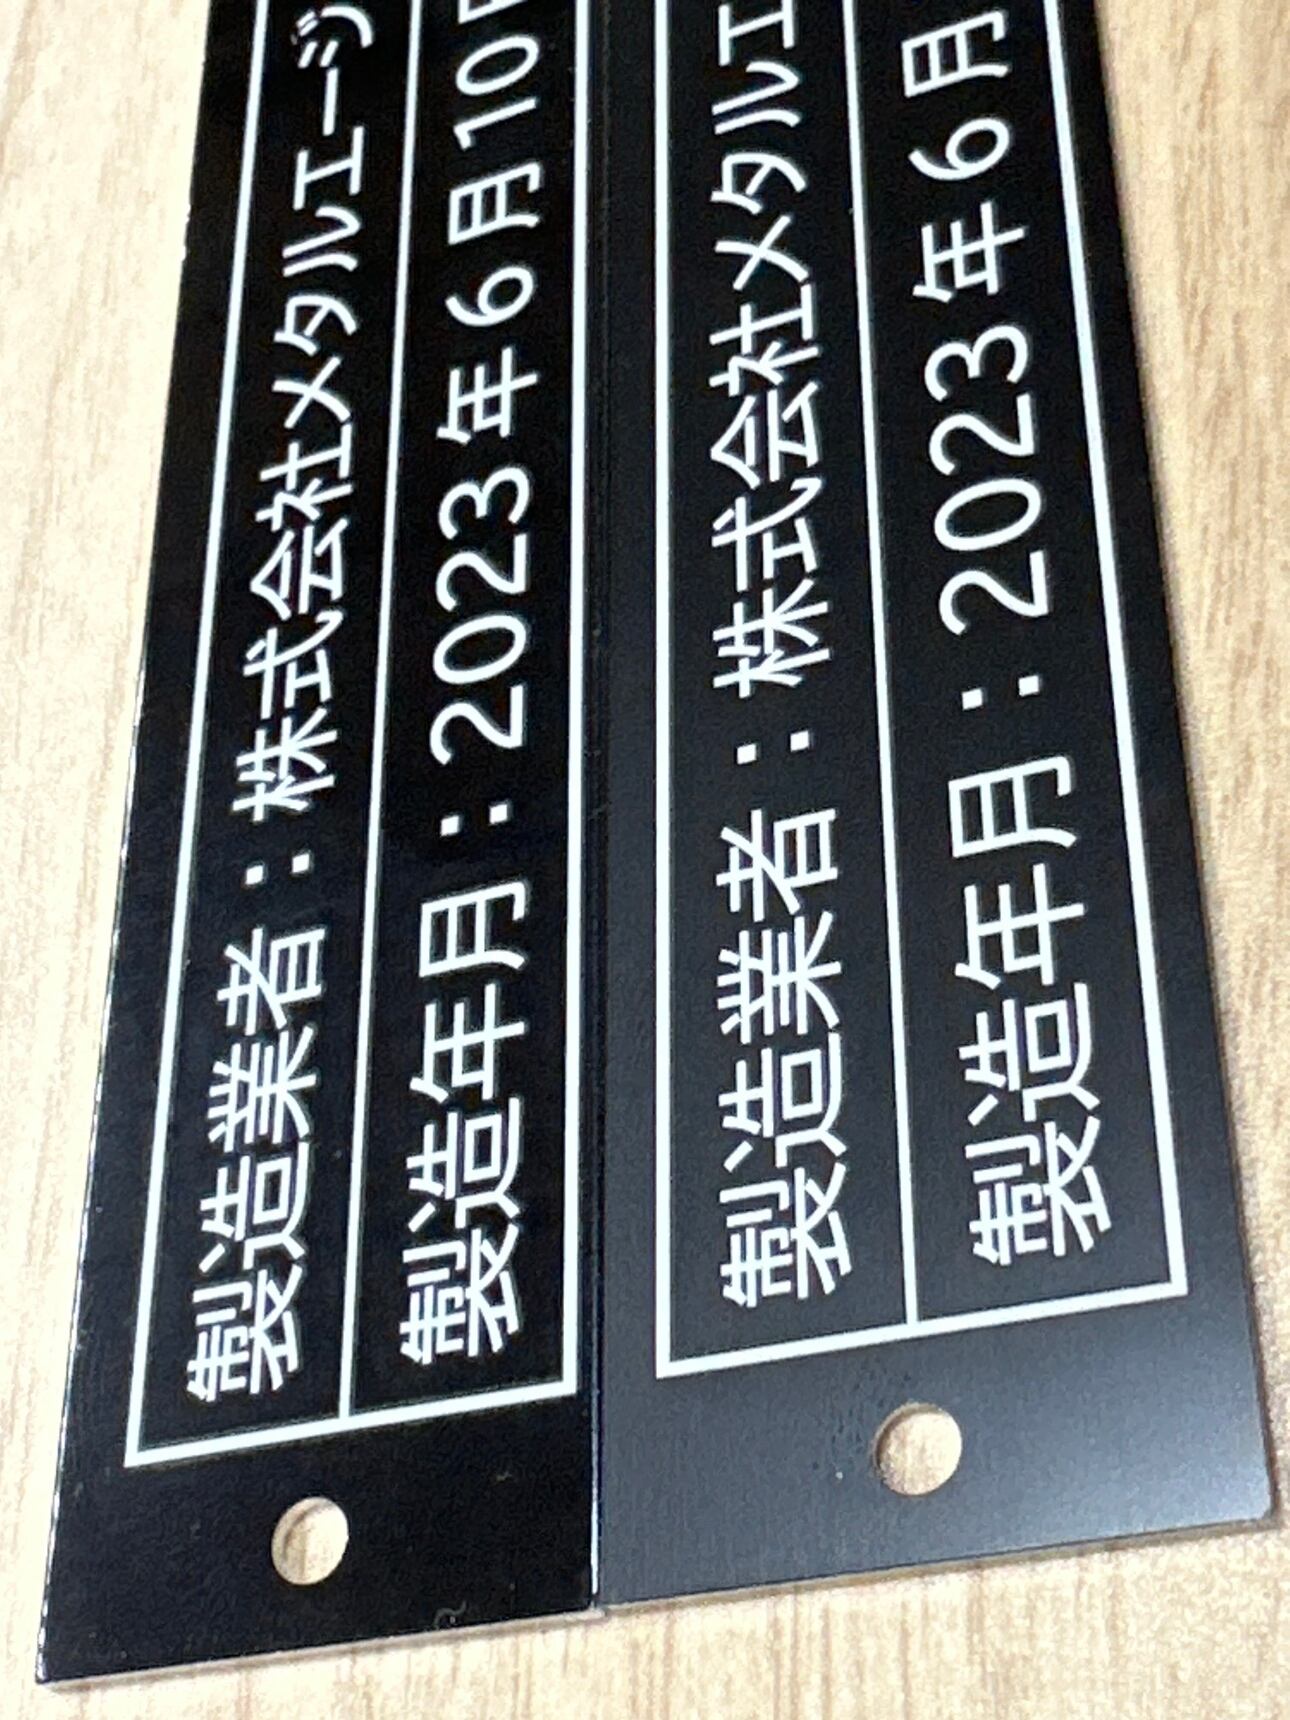 製造業者：株式会社メタルエージ
製造年月：2023年6月10
製造業者：株式会社メタルエ
製造年月：2023年6月